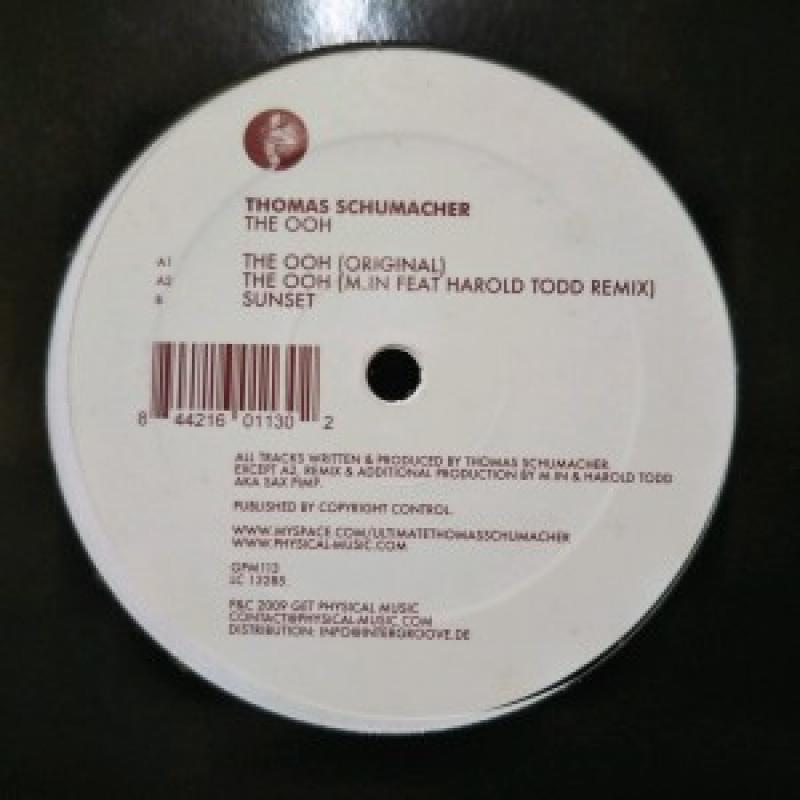 THOMAS SCHUMACHER
THE OOH
A1 THE OOH (ORIGINAL)
A2 THE OOH (M.IN FEAT HAROLD TODD REMIX)
B SUNSET
8 44216 01130 2
ALL TRACKS WRITTEN & PRODUCED BY THOMAS SCHUMACHER.
EXCEPT A2, REMIX & ADDITIONAL PRODUCTION BY M.IN & HAROLD TODD
AKA SAX PIMP.
PUBLISHED BY COPYRIGHT CONTROL.
WWW.MYSPACE.COM/ULTIMATETHOMASSCHUMACHER
WWW.PHYSICAL-MUSIC.COM
GPM113
LC 12285
P&C 2009 GET PHYSICAL MUSIC
CONTACT@PHYSICAL-MUSIC.COM
DISTRIBUTION: INFO@INTERGROOVE.DE